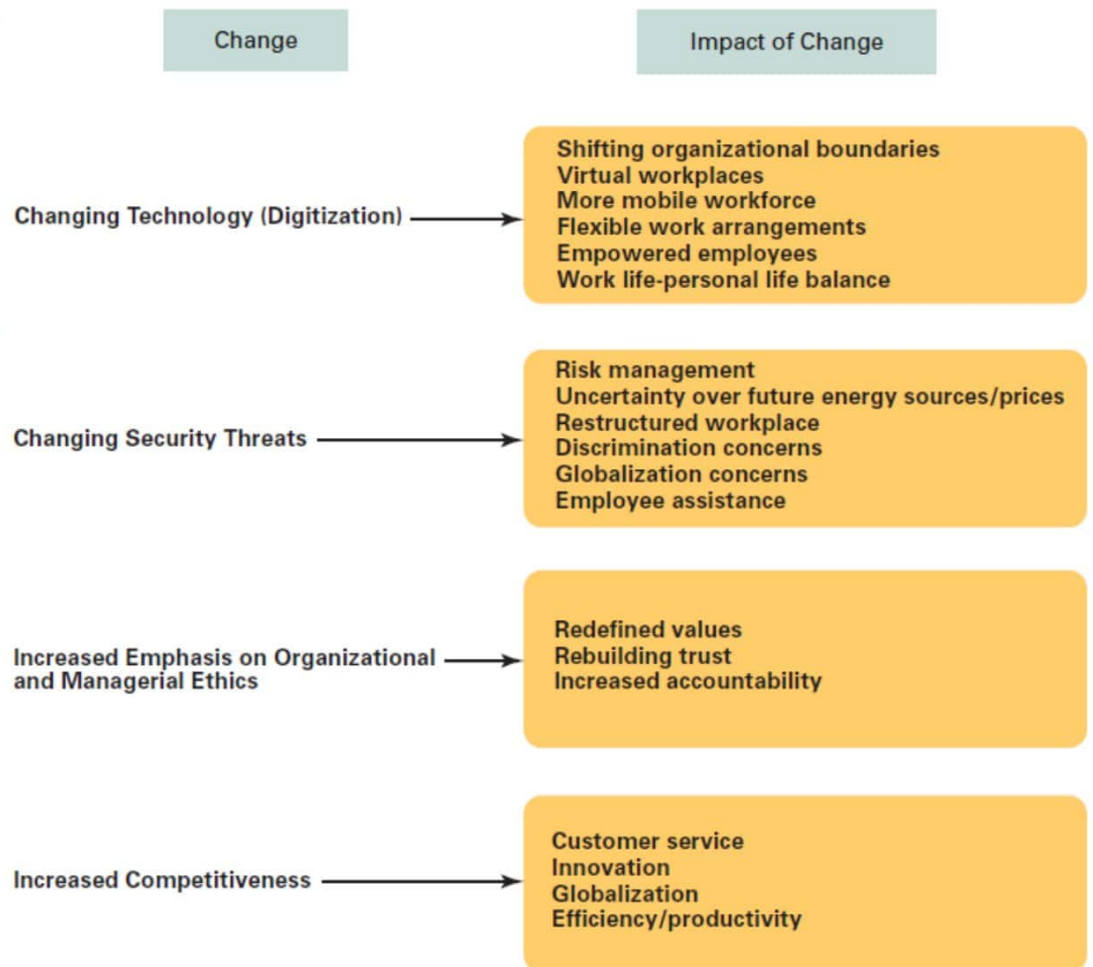 Change
Impact of Change
Changing Technology (Digitization)
Shifting organizational boundaries
Virtual workplaces
More mobile workforce
Flexible work arrangements
Empowered employees
Work life-personal life balance
Changing Security Threats
Risk management
Uncertainty over future energy sources/prices
Restructured workplace
Discrimination concerns
Globalization concerns
Employee assistance
Increased Emphasis on Organizational
and Managerial Ethics
Redefined values
Rebuilding trust
Increased accountability
Increased Competitiveness
Customer service
Innovation
Globalization
Efficiency/productivity